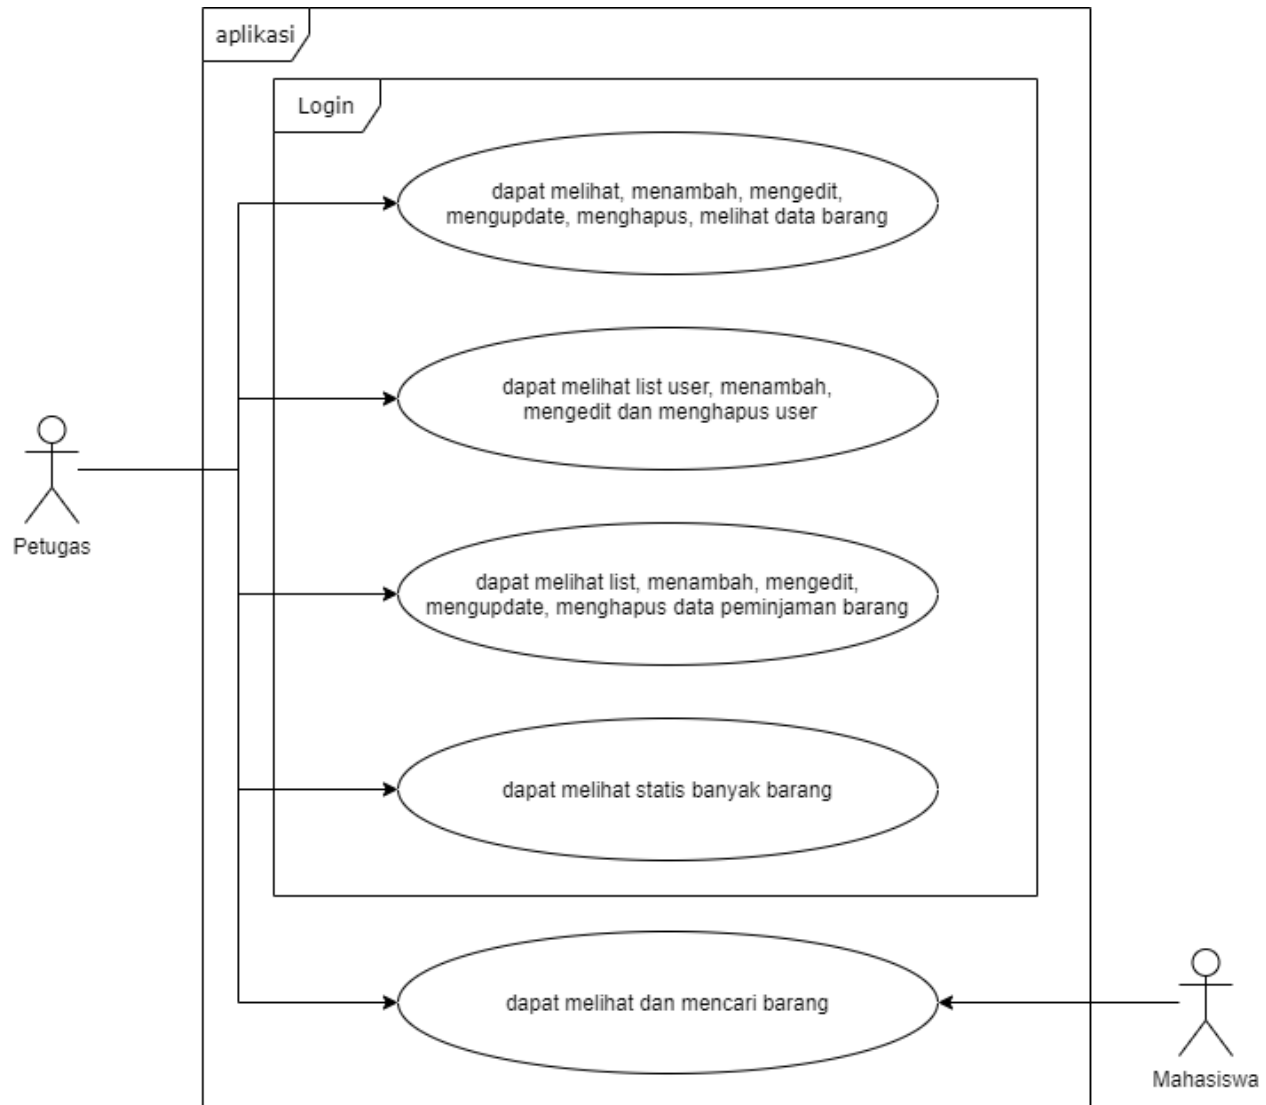 aplikasi
Login
dapat melihat, menambah, mengedit,
mengupdate, menghapus, melihat data barang
dapat melihat list user, menambah,
mengedit dan menghapus user
Petugas
dapat melihat list, menambah, mengedit,
mengupdate, menghapus data peminjaman barang
dapat melihat statis banyak barang
dapat melihat dan mencari barang
Mahasiswa